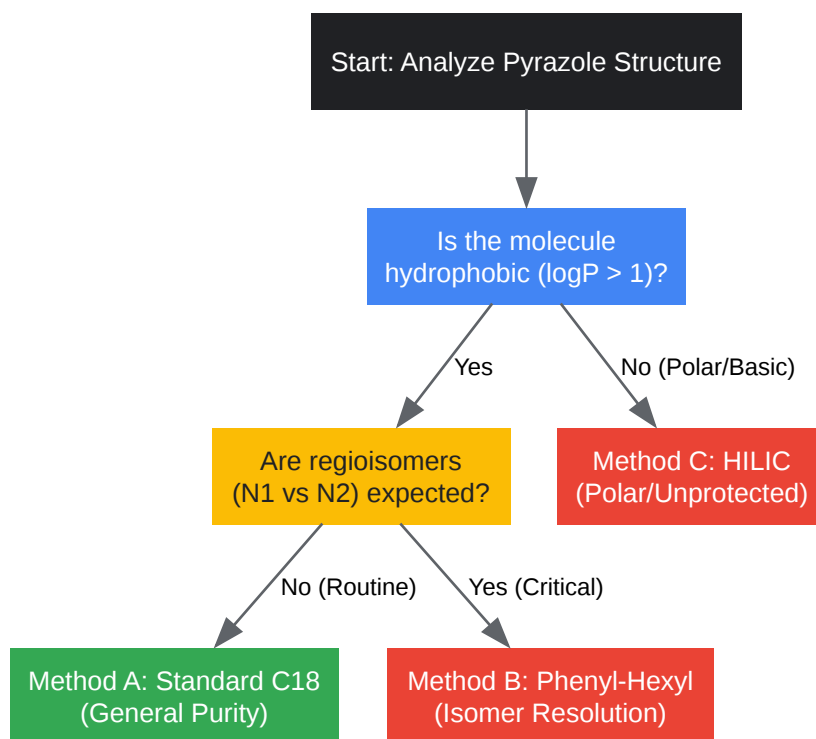 Start: Analyze Pyrazole Structure
Is the molecule
hydrophobic (logP > 1)?
Yes
No (Polar/Basic)
Are regioisomers
(N1 vs N2) expected?
Method C: HILIC
(Polar/Unprotected)
No (Routine)
Yes (Critical)
Method A: Standard C18
(General Purity)
Method B: Phenyl-Hexyl
(Isomer Resolution)